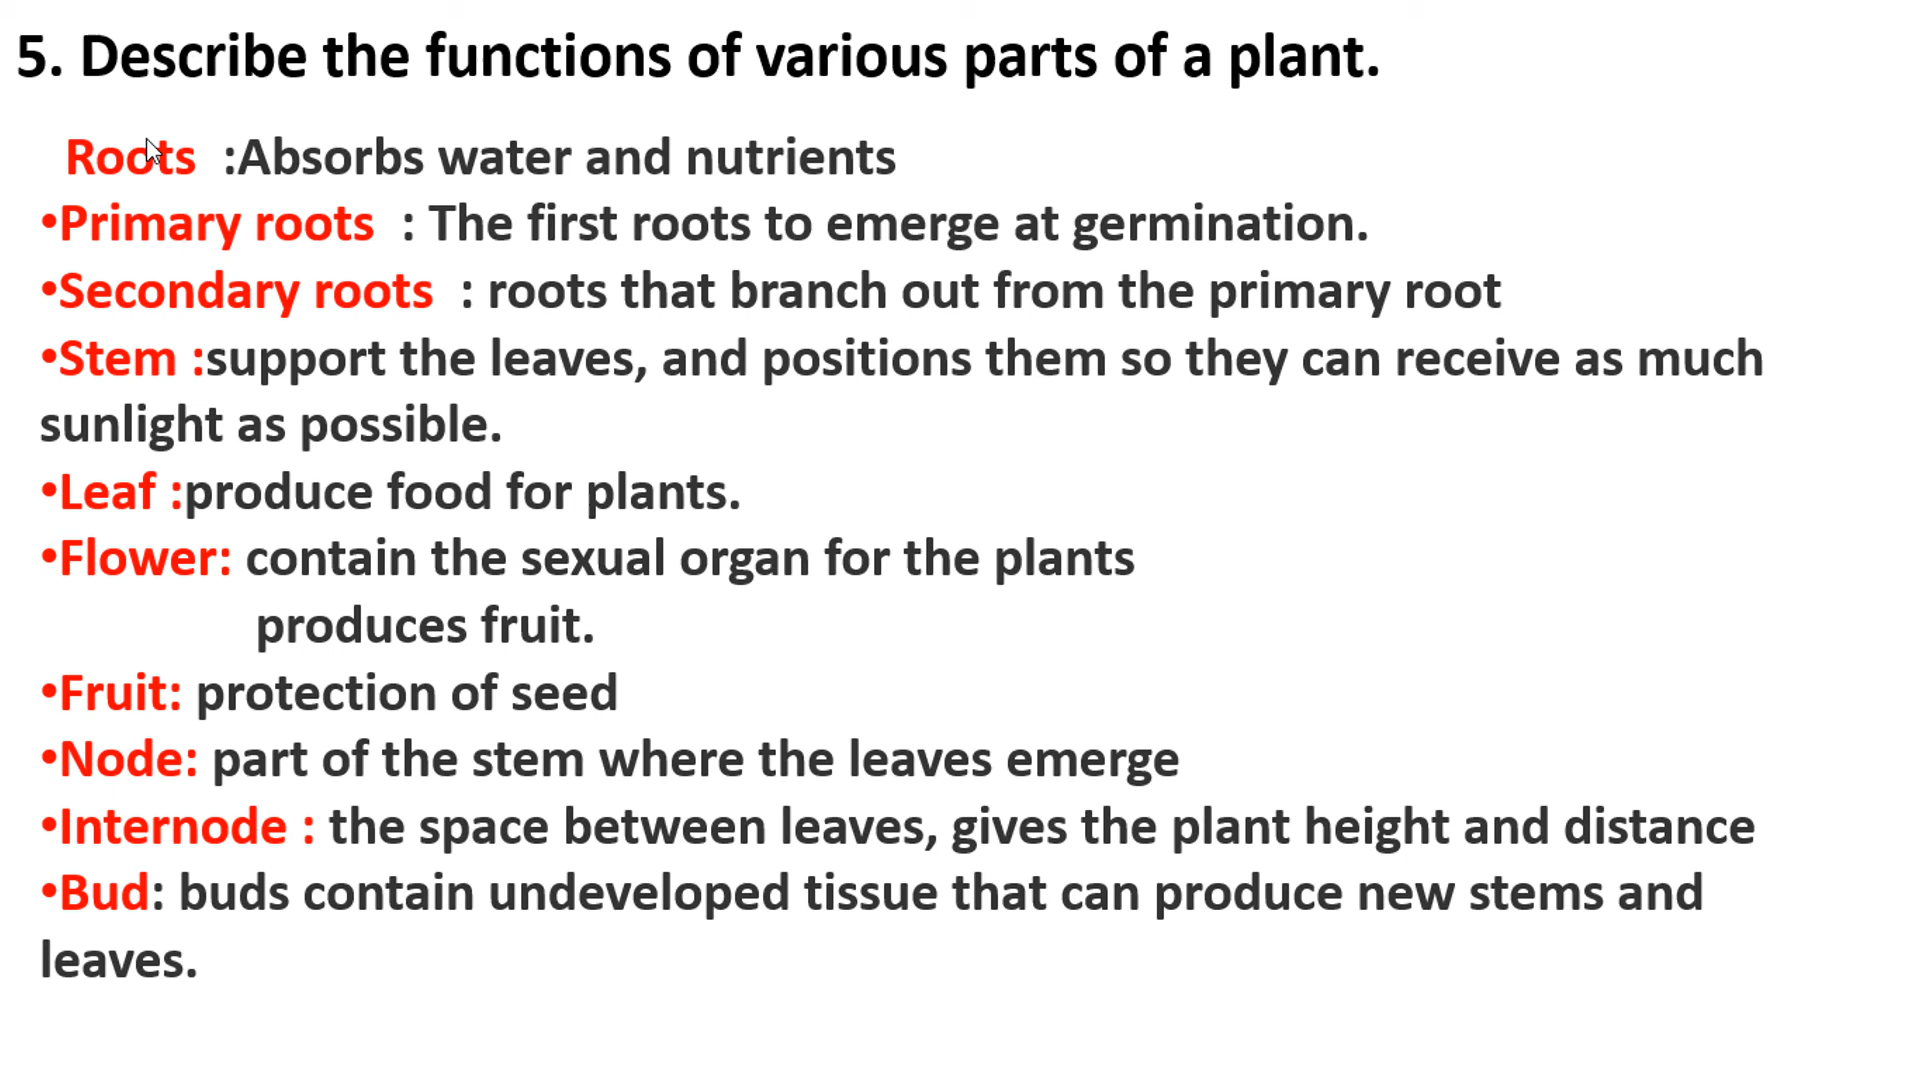 5. Describe the functions of various parts of a plant.
Roots :Absorbs water and nutrients
•Primary roots : The first roots to emerge at germination.
•Secondary roots : roots that branch out from the primary root
•Stem :support the leaves, and positions them so they can receive as much
sunlight as possible.
•Leaf :produce food for plants.
•Flower: contain the sexual organ for the plants
produces fruit.
•Fruit: protection of seed
•Node: part of the stem where the leaves emerge
•Internode : the space between leaves, gives the plant height and distance
•Bud: buds contain undeveloped tissue that can produce new stems and
leaves.